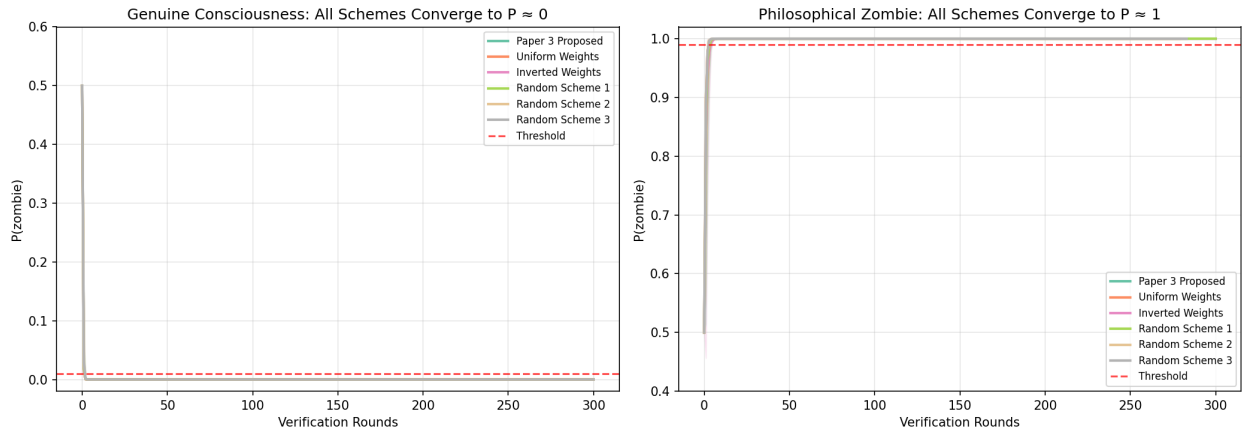 Genuine Consciousness: All Schemes Converge to P ≈ 0
P(zombie)
0.6
0.5
0.4
0.3
0.2
0.1
0.0
Paper 3 Proposed
Uniform Weights
Inverted Weights
Random Scheme 1
Random Scheme 2
Random Scheme 3
Threshold
0
50
100
150
200
250
300
Verification Rounds
Philosophical Zombie: All Schemes Converge to P ≈ 1
P(zombie)
1.0
0.9
0.8
0.7
0.6
0.5
0.4
Paper 3 Proposed
Uniform Weights
Inverted Weights
Random Scheme 1
Random Scheme 2
Random Scheme 3
Threshold
0
50
100
150
200
250
300
Verification Rounds